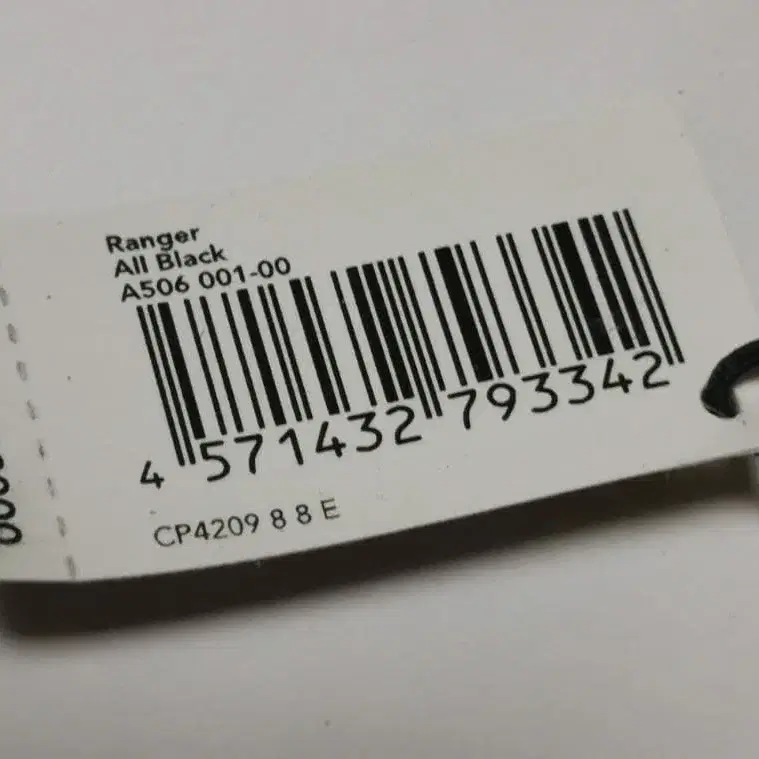 Ranger
All Black
A506 001-00
4 571432 793342
CP4209 8 8 E